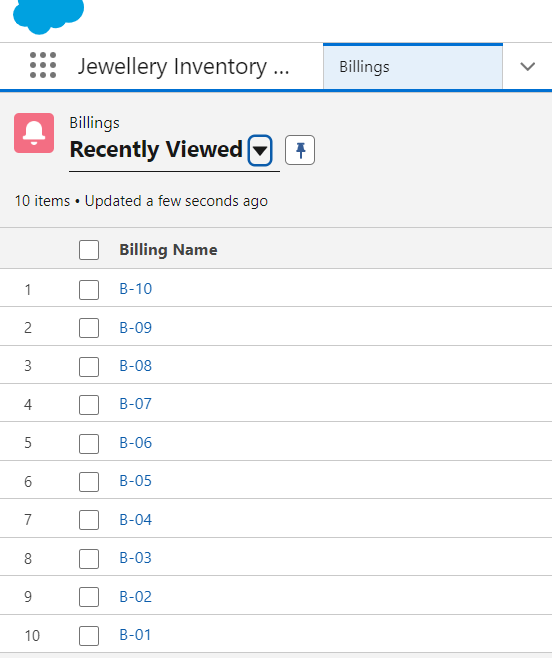 Jewellery Inventory ...
Billings
Billings
Recently Viewed
10 items • Updated a few seconds ago
Billing Name
1 B-10
2 B-09
3 B-08
4 B-07
5 B-06
6 B-05
7 B-04
8 B-03
9 B-02
10 B-01